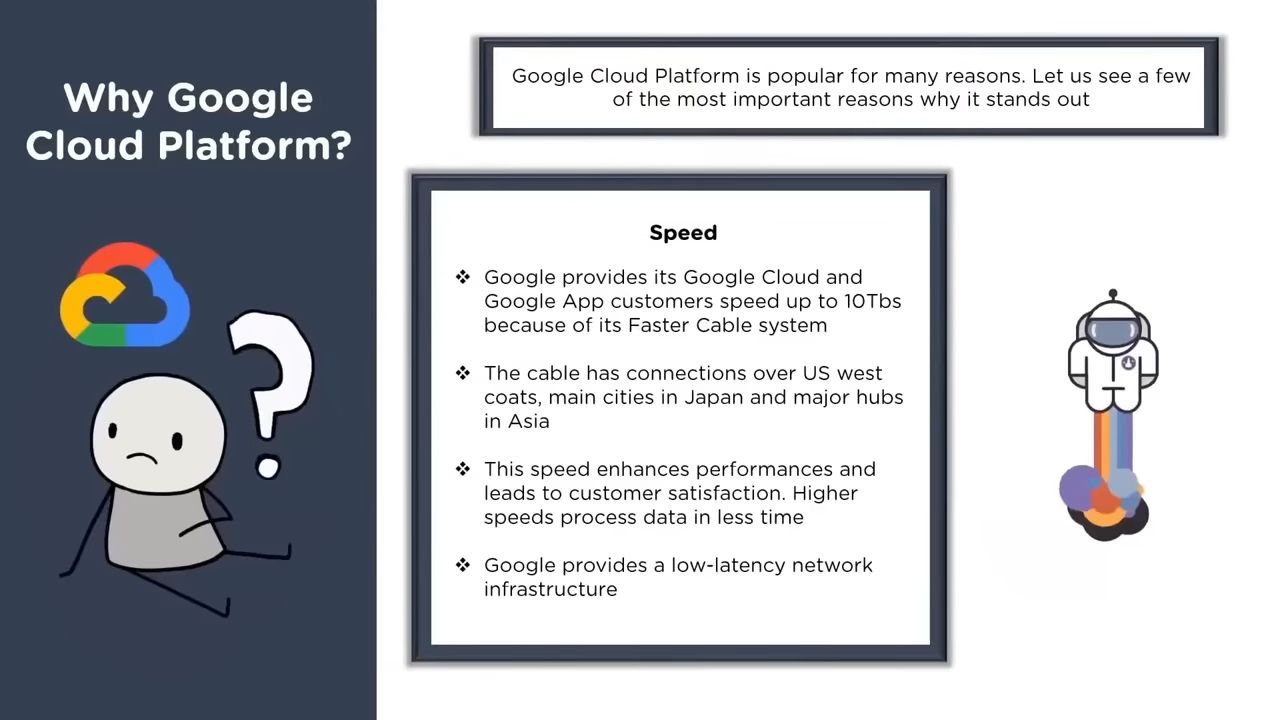 Why Google
Cloud Platform?
Google Cloud Platform is popular for many reasons. Let us see a few
of the most important reasons why it stands out
Speed
❖ Google provides its Google Cloud and
Google App customers speed up to 10Tbs
because of its Faster Cable system
❖ The cable has connections over US west
coats, main cities in Japan and major hubs
in Asia
❖ This speed enhances performances and
leads to customer satisfaction. Higher
speeds process data in less time
❖ Google provides a low-latency network
infrastructure